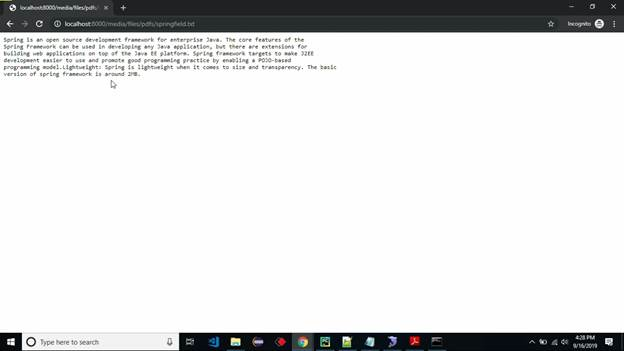 localhost:8000/media/files/pdfs/
localhost:8000/media/files/pdfs/springfield.txt
Incognito
Spring is an open source development framework for enterprise Java. The core features of the
Spring Framework can be used in developing any Java application, but there are extensions for
building web applications on top of the Java EE platform. Spring framework targets to make J2EE
development easier to use and promote good programming practice by enabling a POJO-based
programming model.Lightweight: Spring is lightweight when it comes to size and transparency. The basic
version of spring framework is around 2MB.
Type here to search
4:28 PM
9/16/2019